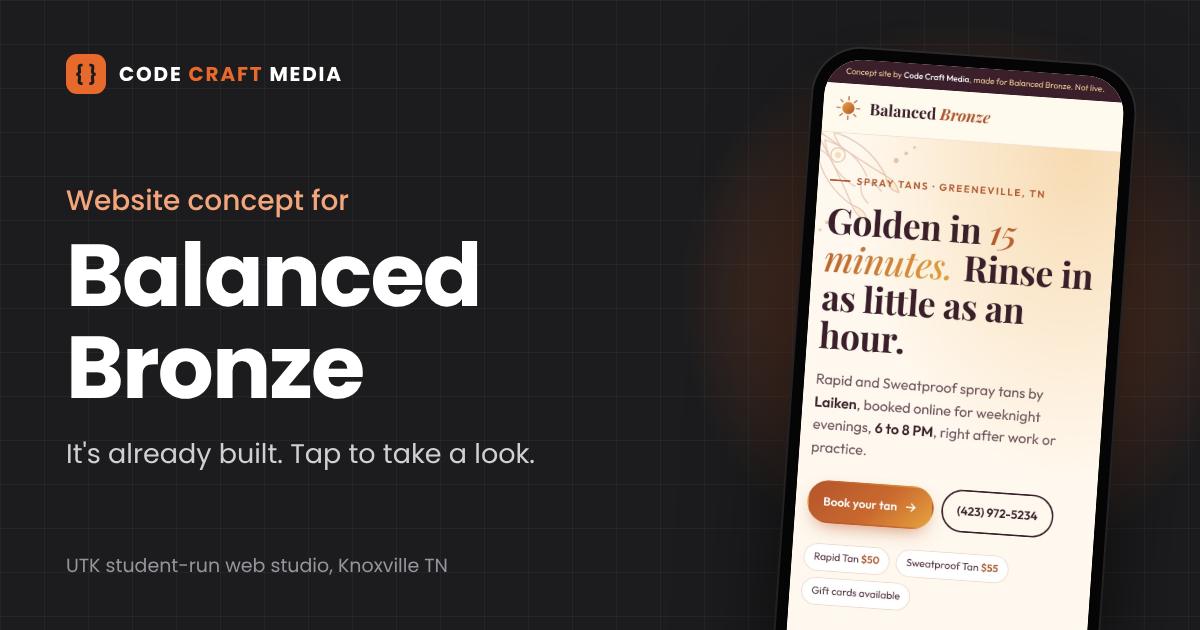 { } CODE CRAFT MEDIA
Website concept for
Balanced
Bronze
It's already built. Tap to take a look.
UTK student-run web studio, Knoxville TN
Concept site by Code Craft Media, made for Balanced Bronze. Not live.
Balanced Bronze
SPRAY TANS · GREENEVILLE, TN
Golden in 15
minutes. Rinse in
as little as an
hour.
Rapid and Sweatproof spray tans by
Laiken, booked online for weeknight
evenings, 6 to 8 PM, right after work or
practice.
Book your tan →
(423) 972-5234
Rapid Tan $50
Sweatproof Tan $55
Gift cards available